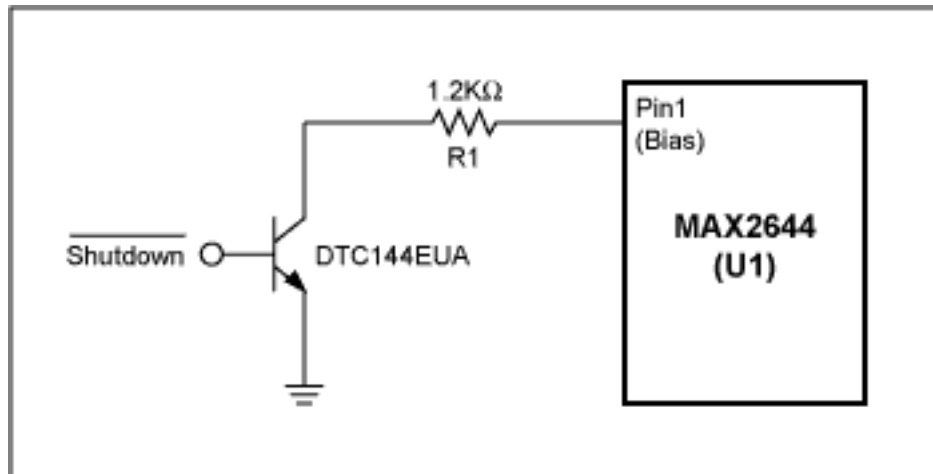 1.2KΩ
R1
Pin1
(Bias)
MAX2644
(U1)
Shutdown
DTC144EUA